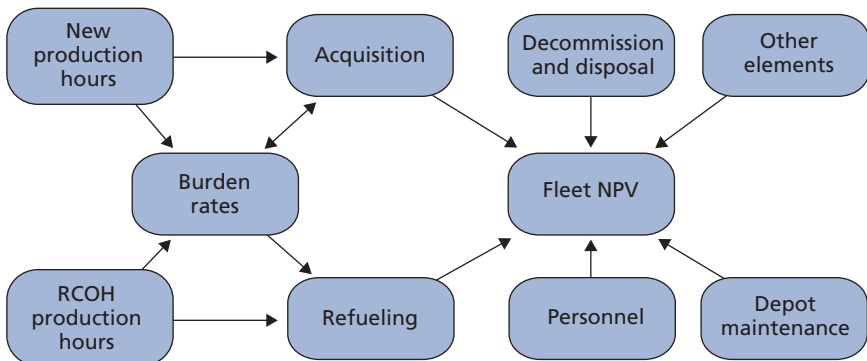 New
production
hours
Acquisition
Decommission
and disposal
Other
elements
Burden
rates
Fleet NPV
RCOH
production
hours
Refueling
Personnel
Depot
maintenance